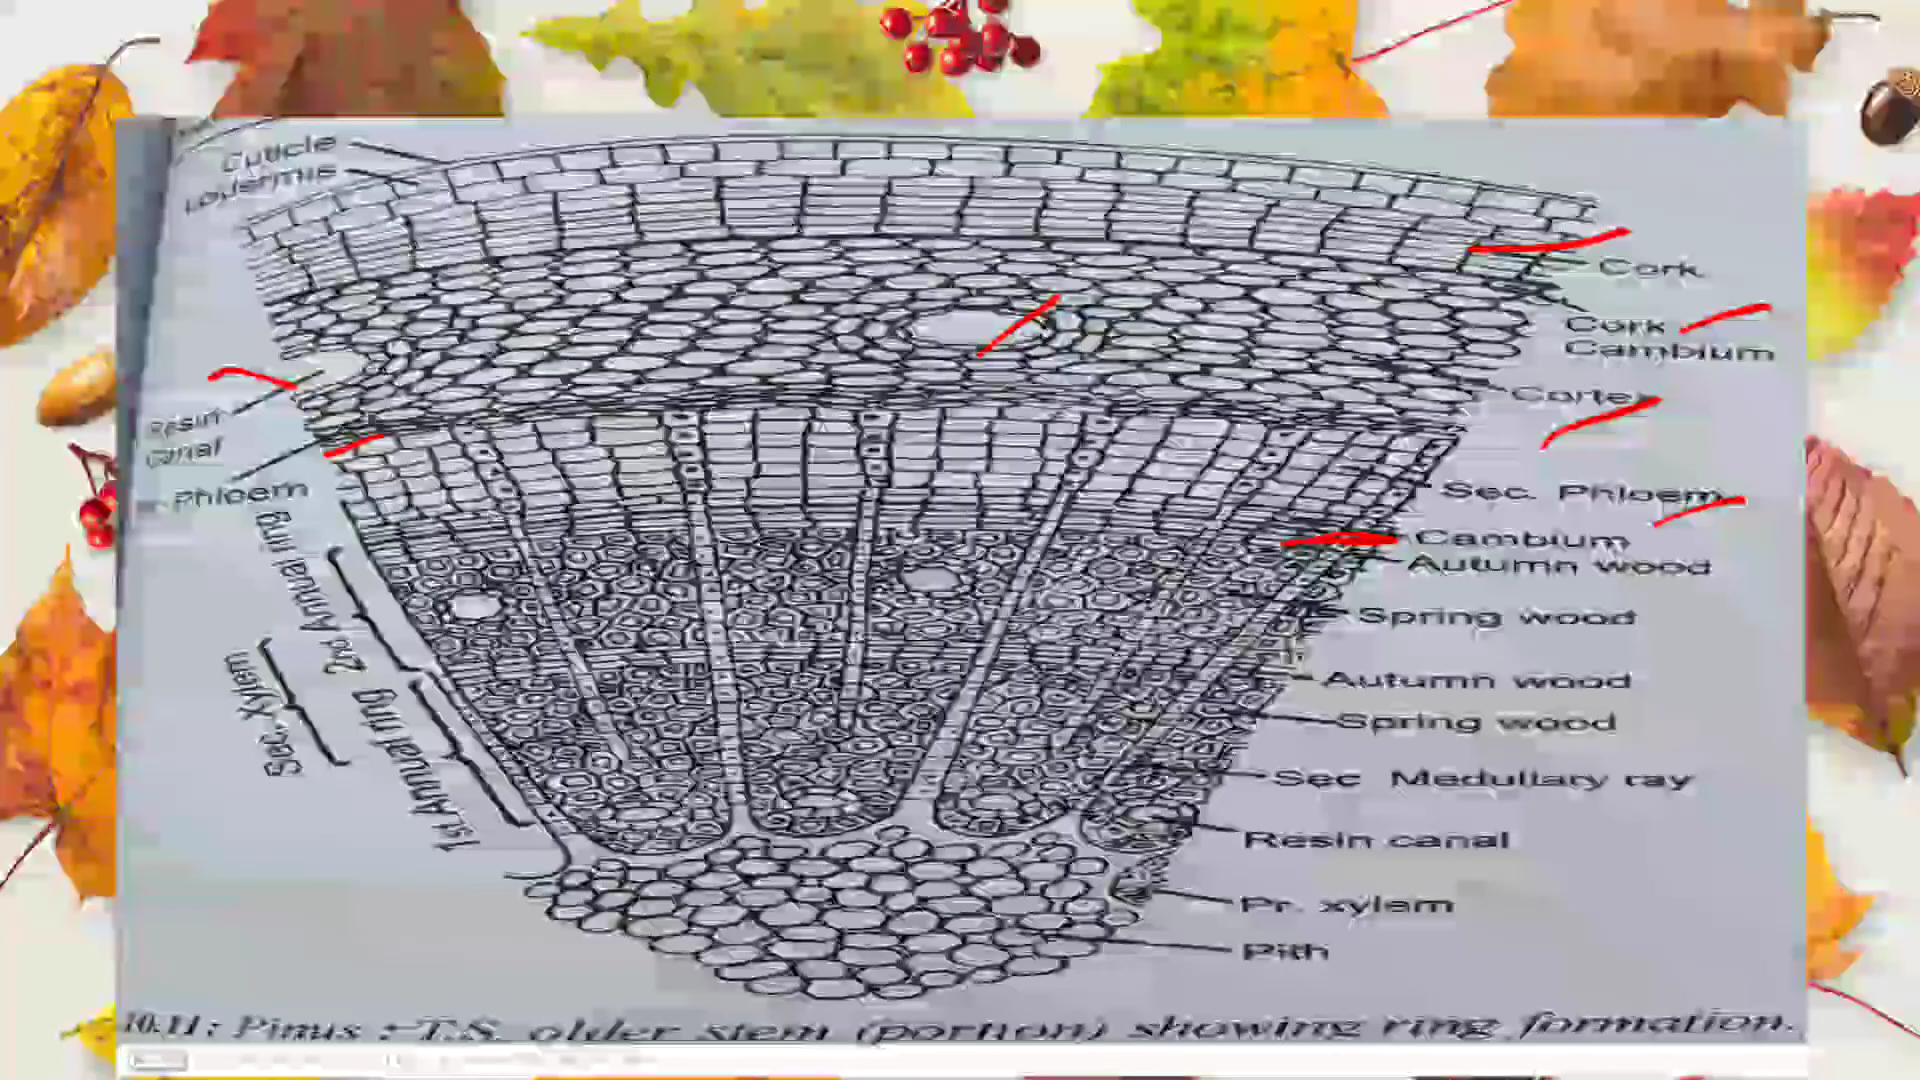 Cuticle
Cork
Cork
Cambium
Cortex
Resin
Canal
Phloem
Sec. Phloem
Cambium
Autumn wood
Spring wood
Autumn wood
Spring wood
Sec Medullary ray
Resin canal
Pr. xylem
Pith
2nd Annual ring
1st. Annual ring
Sec. Xylem
10.11: Pinus :-T.S. older stem (portion) showing ring formation.